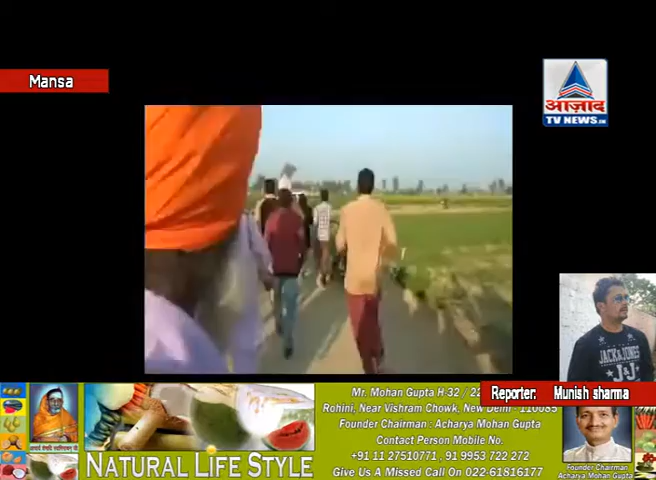 Mansa
आज़ाद
TV NEWS
JACK & JONES
J & J
Mr. Mohan Gupta H-32 / 22
Rohini, Near Vishram Chowk, New Delhi - 110085
Founder Chairman: Acharya Mohan Gupta
Contact Person Mobile No.
+91 11 27510771 , 91 9953 722 272
Give Us A Missed Call On 022-61816177
Reporter: Munish sharma
Natural Life Style
Founder Chairman
Acharya Mohan Gupta